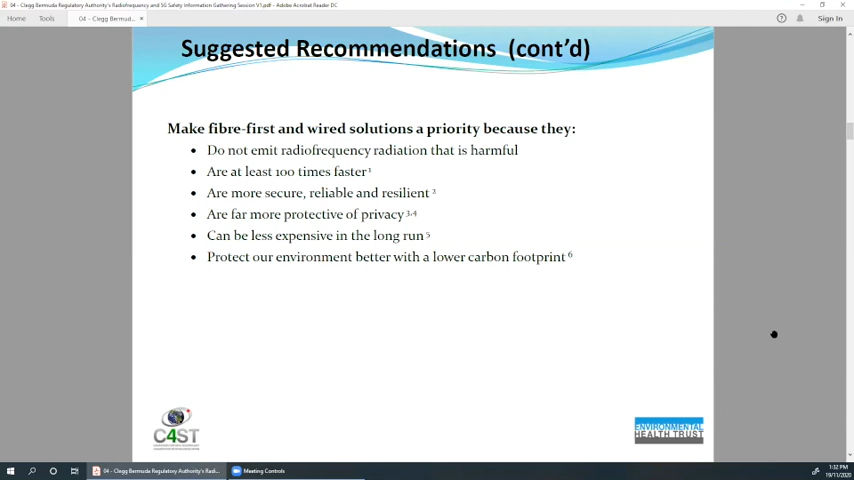 04 - Clegg Bermuda Regulatory Authority's Radiofrequency and 5G Safety Information Gathering Session V1.pdf - Adobe Acrobat Reader DC
Home Tools 04 - Clegg Bermud... × Sign In
Suggested Recommendations (cont'd)
Make fibre-first and wired solutions a priority because they:
• Do not emit radiofrequency radiation that is harmful
• Are at least 100 times faster 1
• Are more secure, reliable and resilient 2
• Are far more protective of privacy 3,4
• Can be less expensive in the long run 5
• Protect our environment better with a lower carbon footprint 6
C4ST
ENVIRONMENTAL
HEALTH TRUST
04 - Clegg Bermuda Regulatory Authority's Radi... Meeting Controls
1:32 PM
19/11/2020